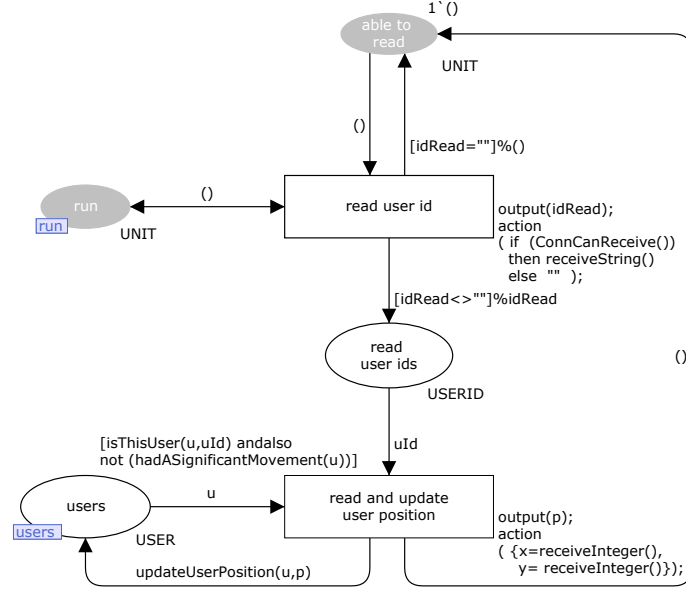 1`()
able to
read
UNIT
()
[idRead=""]%()
run
run
UNIT
()
read user id
output(idRead);
action
( if (ConnCanReceive())
then receiveString()
else "" );
[idRead<>""]%idRead
read
user ids
USERID
()
[isThisUser(u,uId) andalso
not (hadASignificantMovement(u))]
uId
users
users
USER
u
read and update
user position
output(p);
action
( {x=receiveInteger(),
y= receiveInteger()});
updateUserPosition(u,p)